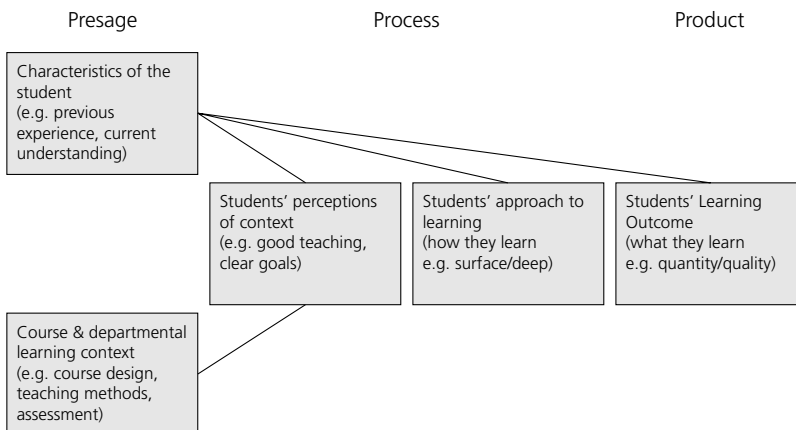 Presage
Process
Product
Characteristics of the
student
(e.g. previous
experience, current
understanding)
Students’ perceptions
of context
(e.g. good teaching,
clear goals)
Students’ approach to
learning
(how they learn
e.g. surface/deep)
Students’ Learning
Outcome
(what they learn
e.g. quantity/quality)
Course & departmental
learning context
(e.g. course design,
teaching methods,
assessment)